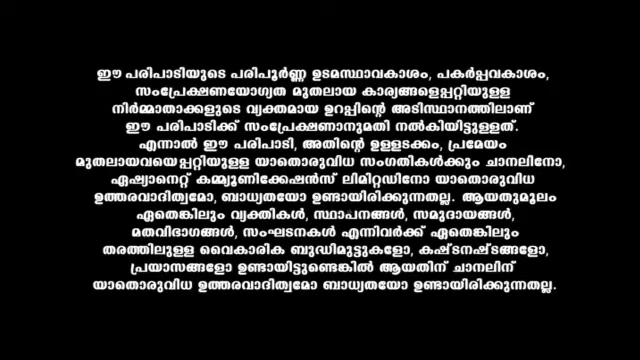 ഈ പരിപാടിയുടെ പരിപൂർണ്ണ ഉടമസ്ഥാവകാശം, പകർപ്പവകാശം,
സംപ്രേക്ഷണയോഗ്യത മുതലായ കാര്യങ്ങളെപ്പറ്റിയുളള
നിർമ്മാതാക്കളുടെ വ്യക്തമായ ഉറപ്പിന്റെ അടിസ്ഥാനത്തിലാണ്
ഈ പരിപാടിക്ക് സംപ്രേക്ഷണാനുമതി നൽകിയിട്ടുള്ളത്.
എന്നാൽ ഈ പരിപാടി, അതിന്റെ ഉളളടക്കം, പ്രമേയം
മുതലായവയെപ്പറ്റിയുളള യാതൊരുവിധ സംഗതികൾക്കും ചാനലിനോ,
ഏഷ്യാനെറ്റ് കമ്മ്യൂണിക്കേഷൻസ് ലിമിറ്റഡിനോ യാതൊരുവിധ
ഉത്തരവാദിത്വമോ, ബാധ്യതയോ ഉണ്ടായിരിക്കുന്നതല്ല. ആയതുമൂലം
ഏതെങ്കിലും വ്യക്തികൾ, സ്ഥാപനങ്ങൾ, സമുദായങ്ങൾ,
മതവിഭാഗങ്ങൾ, സംഘടനകൾ എന്നിവർക്ക് ഏതെങ്കിലും
തരത്തിലുളള വൈകാരിക ബുദ്ധിമുട്ടുകളോ, കഷ്ടനഷ്ടങ്ങളോ,
പ്രയാസങ്ങളോ ഉണ്ടായിട്ടുണ്ടെങ്കിൽ ആയതിന് ചാനലിന്
യാതൊരുവിധ ഉത്തരവാദിത്വമോ ബാധ്യതയോ ഉണ്ടായിരിക്കുന്നതല്ല.